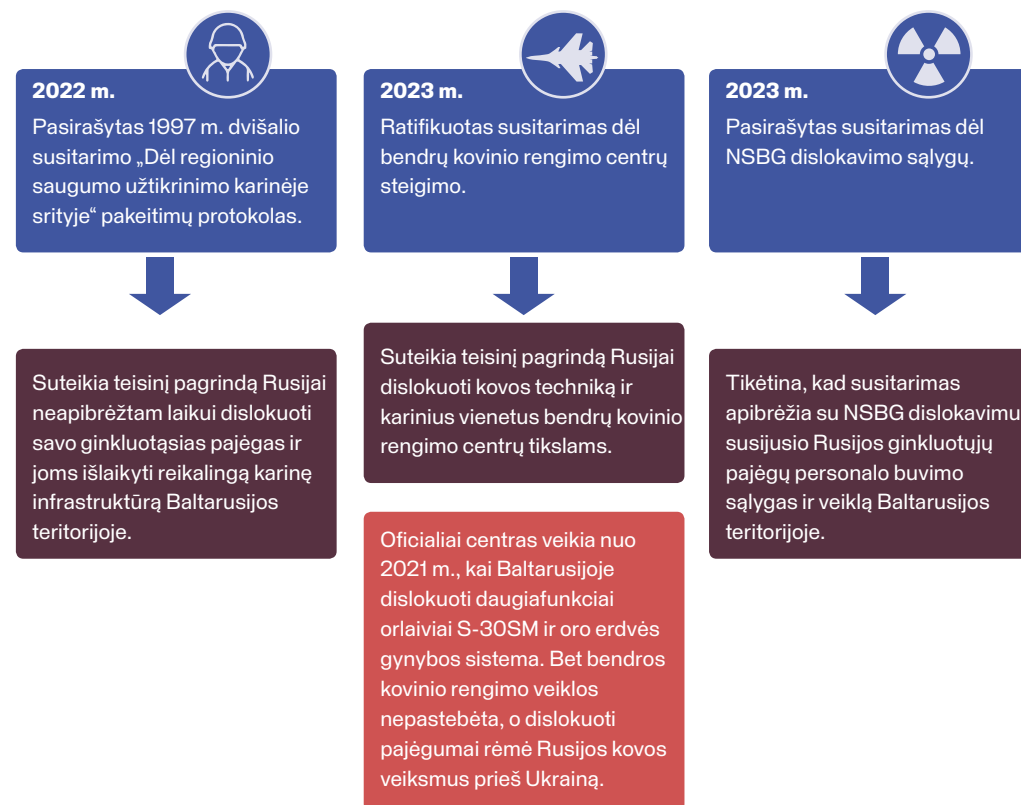 2022 m.
Pasirašytas 1997 m. dvišalio
susitarimo „Dėl regioninio
saugumo užtikrinimo karinėje
srityje“ pakeitimų protokolas.
Suteikia teisinį pagrindą Rusijai
neapibrėžtam laikui dislokuoti
savo ginkluotąsias pajėgas ir
joms išlaikyti reikalingą karinę
infrastruktūrą Baltarusijos
teritorijoje.
2023 m.
Ratifikuotas susitarimas dėl
bendrų kovinio rengimo centrų
steigimo.
Suteikia teisinį pagrindą Rusijai
dislokuoti kovos techniką ir
karinius vienetus bendrų kovinio
rengimo centrų tikslams.
Oficialiai centras veikia nuo
2021 m., kai Baltarusijoje
dislokuoti daugiafunkciai
orlaiviai S-30SM ir oro erdvės
gynybos sistema. Bet bendros
kovinio rengimo veiklos
nepastebėta, o dislokuoti
pajėgumai rėmė Rusijos kovos
veiksmus prieš Ukrainą.
2023 m.
Pasirašytas susitarimas dėl
NSBG dislokavimo sąlygų.
Tikėtina, kad susitarimas
apibrėžia su NSBG dislokavimu
susijusio Rusijos ginkluotųjų
pajėgų personalo buvimo
sąlygas ir veiklą Baltarusijos
teritorijoje.